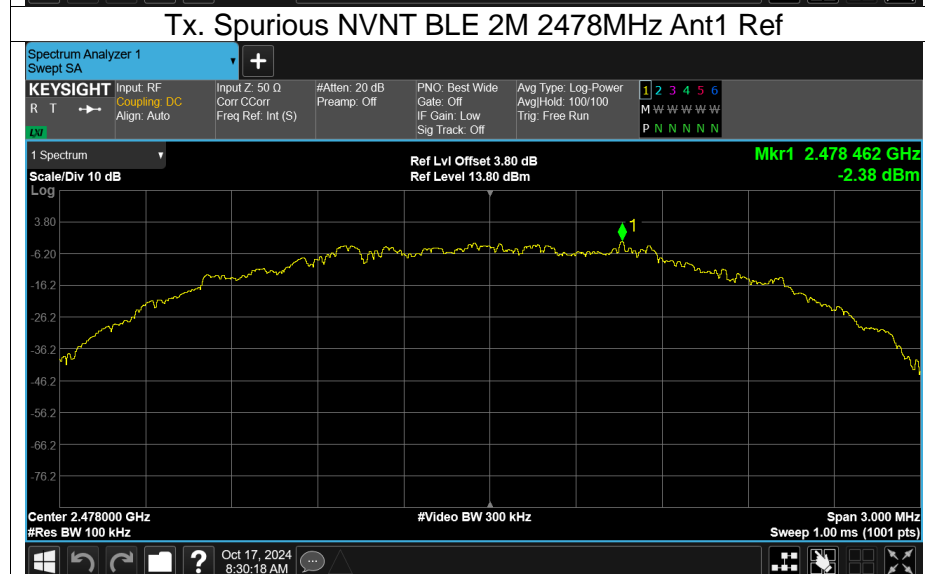 Tx. Spurious NVNT BLE 2M 2478MHz Ant1 Ref
Spectrum Analyzer 1
Swept SA
+
KEYSIGHT
R T
LXI
Input: RF
Coupling: DC
Align: Auto
Input Z: 50 Ω
Corr CCorr
Freq Ref: Int (S)
#Atten: 20 dB
Preamp: Off
PNO: Best Wide
Gate: Off
IF Gain: Low
Sig Track: Off
Avg Type: Log-Power
Avg|Hold: 100/100
Trig: Free Run
1 2 3 4 5 6
M W W W W W
P N N N N N
1 Spectrum
Scale/Div 10 dB
Ref Lvl Offset 3.80 dB
Ref Level 13.80 dBm
Mkr1 2.478 462 GHz
-2.38 dBm
Log
3.80
-6.20
-16.2
-26.2
-36.2
-46.2
-56.2
-66.2
-76.2
1
Center 2.478000 GHz
#Res BW 100 kHz
#Video BW 300 kHz
Span 3.000 MHz
Sweep 1.00 ms (1001 pts)
?
Oct 17, 2024
8:30:18 AM